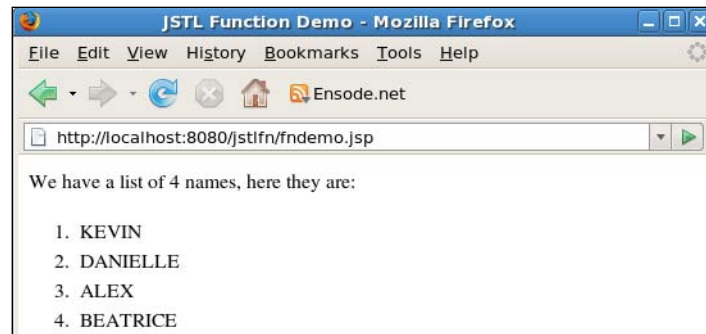 JSTL Function Demo - Mozilla Firefox
File Edit View History Bookmarks Tools Help
Ensode.net
http://localhost:8080/jstlfn/fndemo.jsp
We have a list of 4 names, here they are:
1. KEVIN
2. DANIELLE
3. ALEX
4. BEATRICE